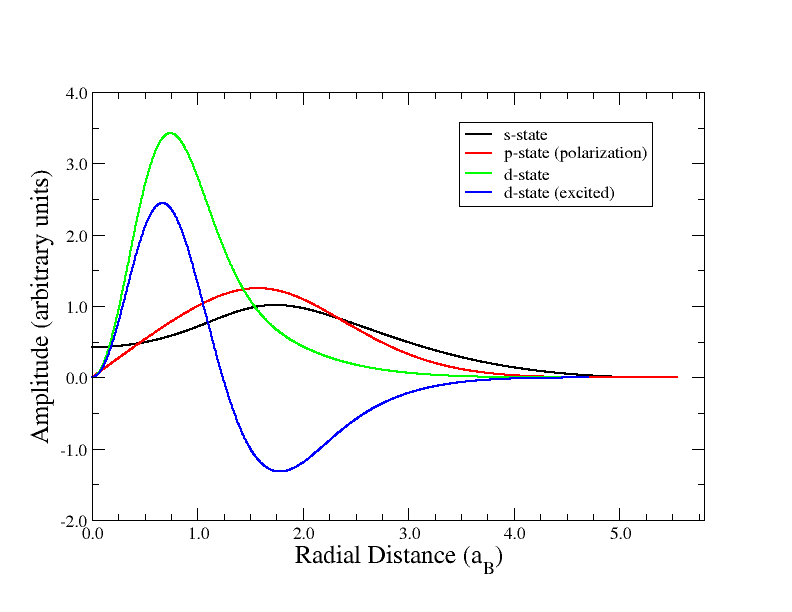 4.0
3.0
2.0
1.0
0.0
-1.0
-2.0
Amplitude (arbitrary units)
s-state
p-state (polarization)
d-state
d-state (excited)
0.0 1.0 2.0 3.0 4.0 5.0
Radial Distance (a_B)